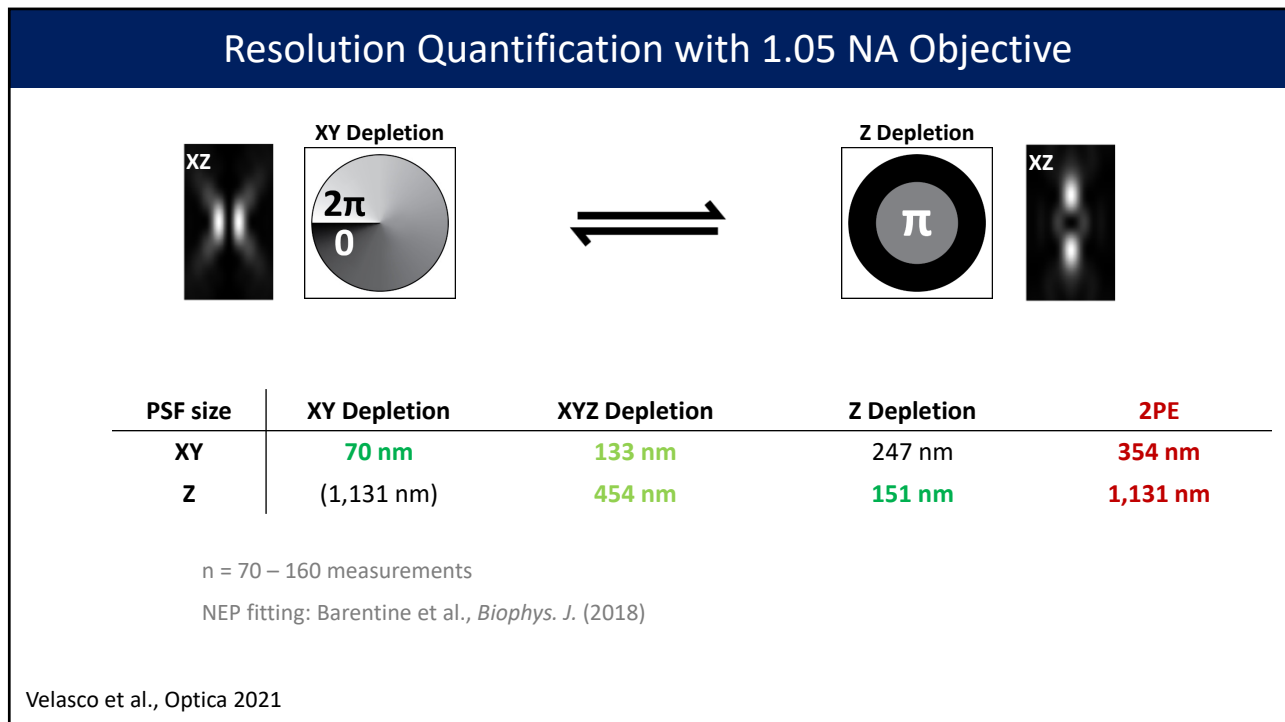 Resolution Quantification with 1.05 NA Objective
XY Depletion
Z Depletion
XZ
2π
0
π
XZ
PSF size XY Depletion XYZ Depletion Z Depletion 2PE
XY 70 nm 133 nm 247 nm 354 nm
Z (1,131 nm) 454 nm 151 nm 1,131 nm
n = 70 – 160 measurements
NEP fitting: Barentine et al., Biophys. J. (2018)
Velasco et al., Optica 2021